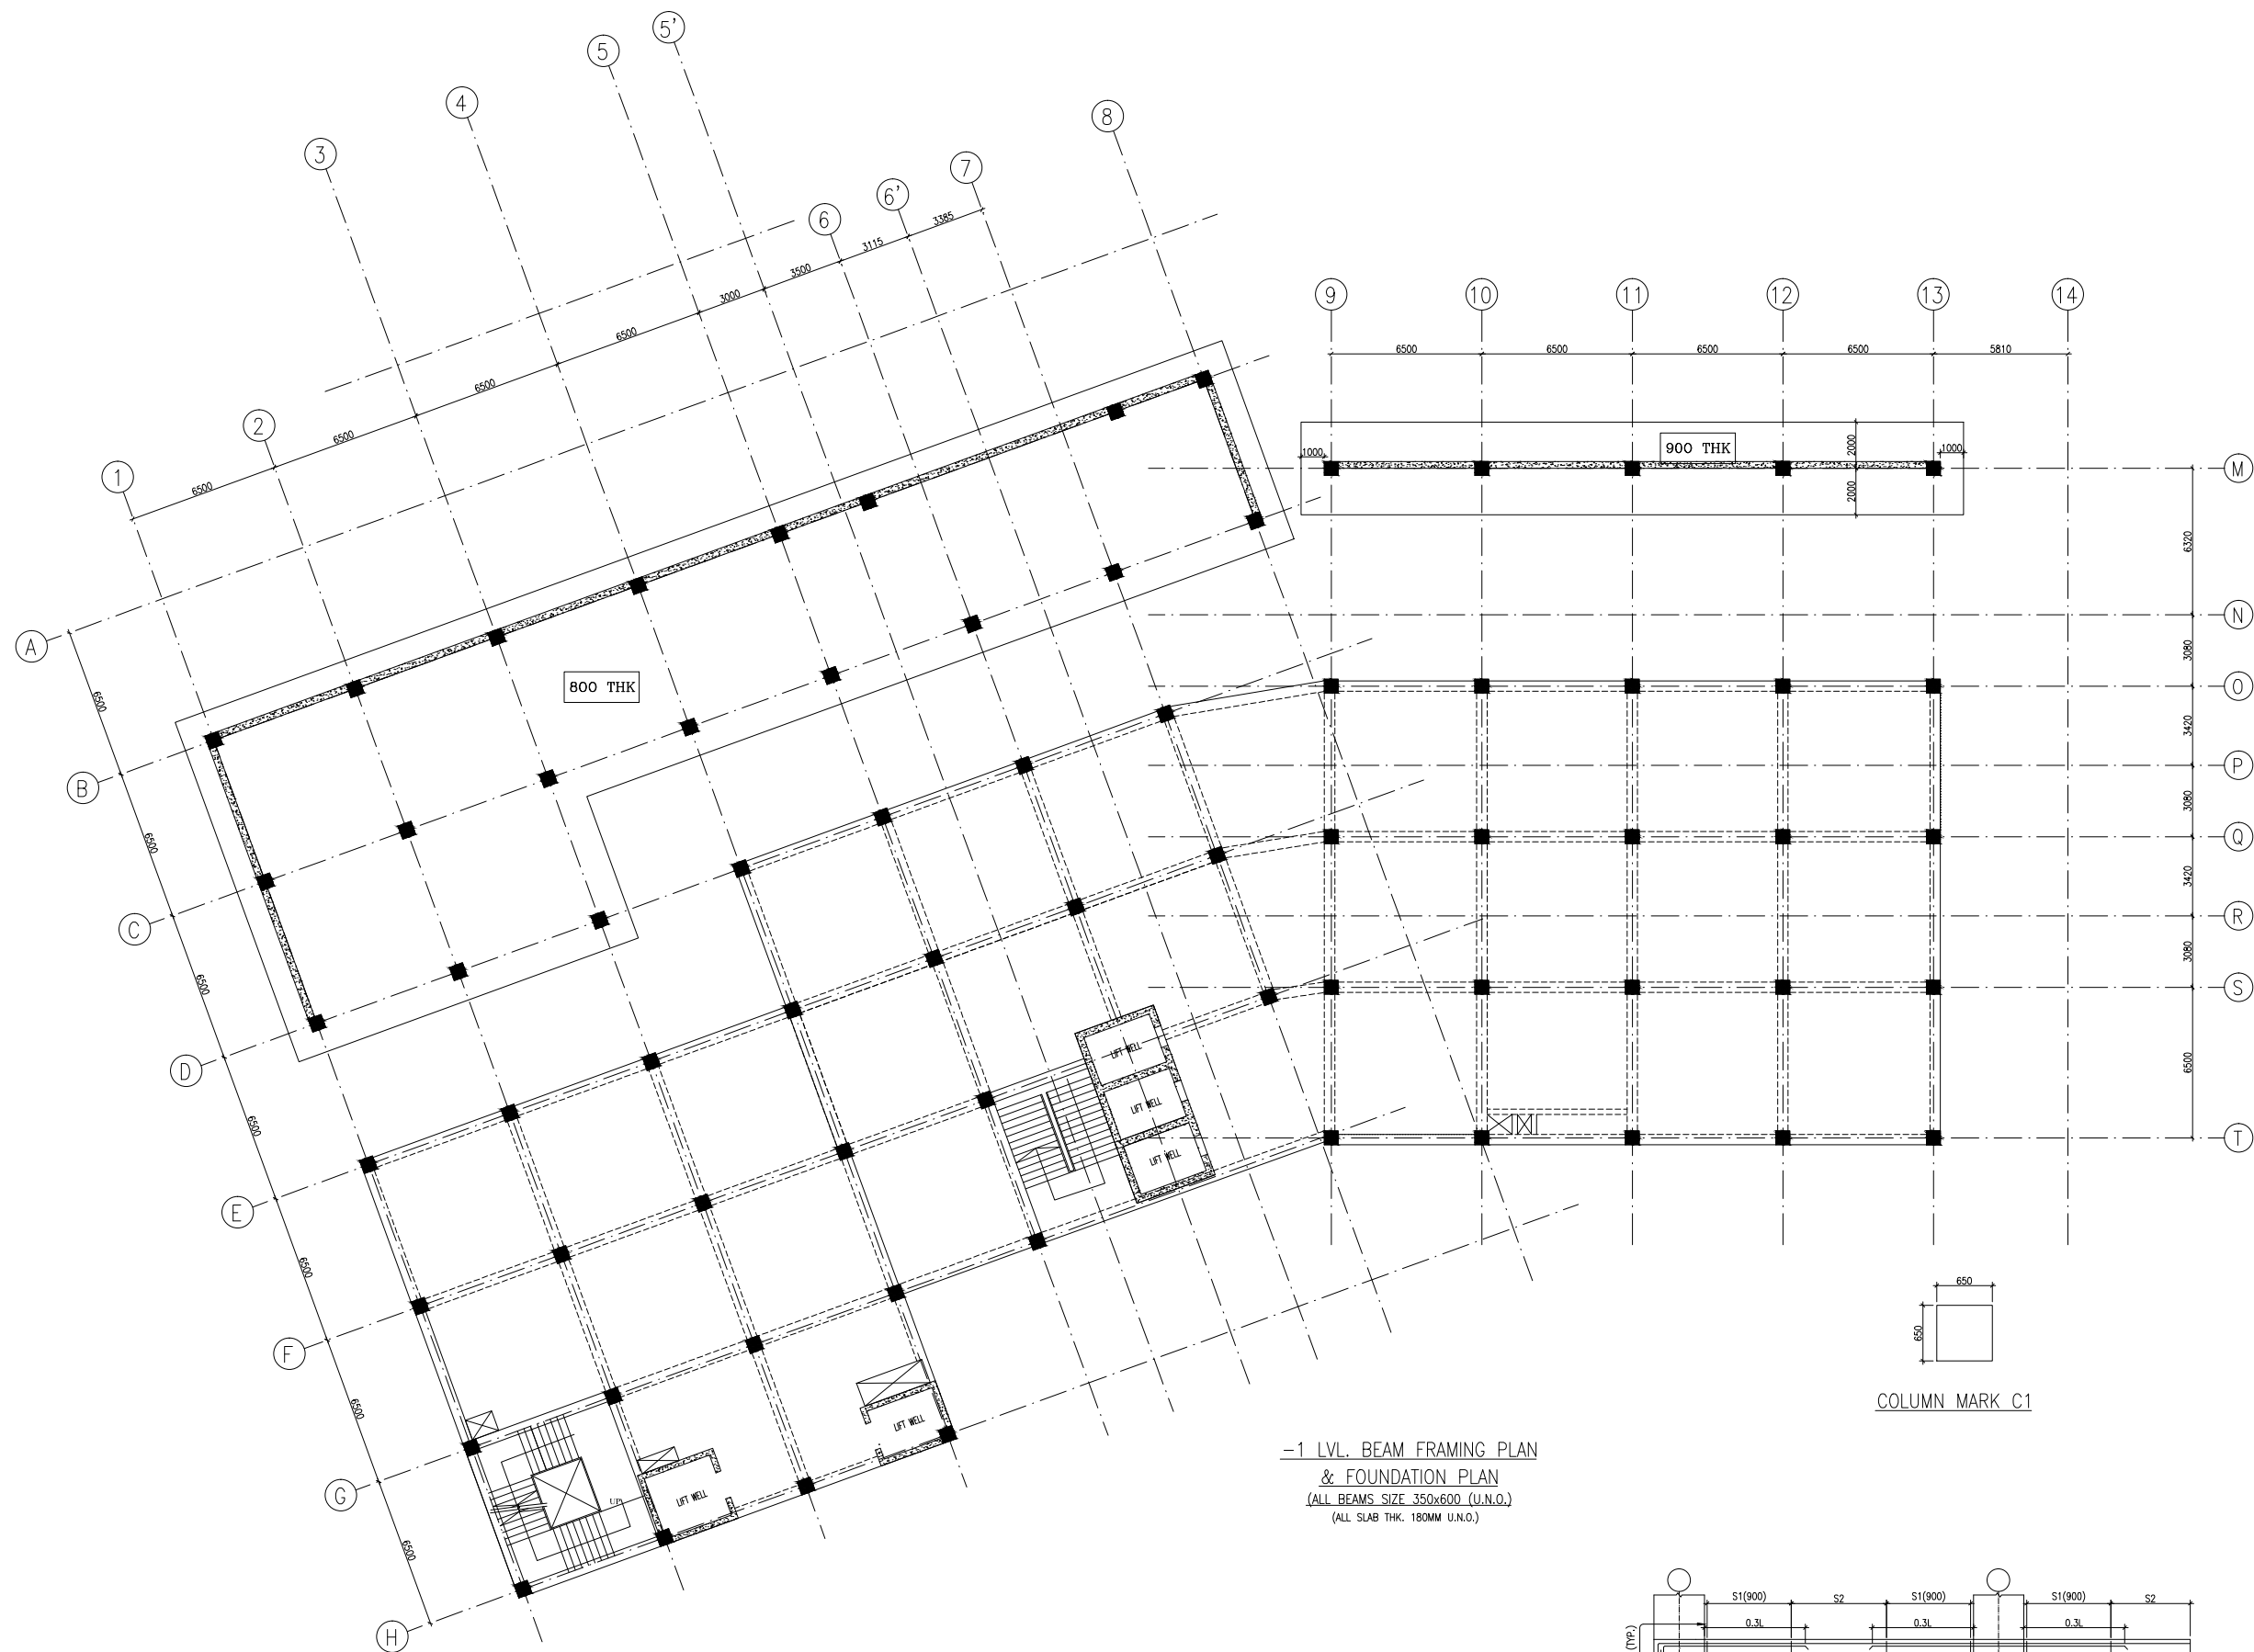 5'
5
4
8
3
7
6'
6
3385
3115
3500
3000
6500
6500
6500
6500
9
10
11
12
13
14
6500
6500
6500
6500
5810
2
1
900 THK
1000
2000
1000
2000
M
6320
N
3080
O
3420
P
3080
Q
3420
R
3080
S
6500
T
A
6500
800 THK
B
6500
C
6500
D
6500
E
6500
F
6500
G
6500
H
LIFT WELL
LIFT WELL
LIFT WELL
LIFT WELL
LIFT WELL
UP
650
650
COLUMN MARK C1
-1 LVL. BEAM FRAMING PLAN
& FOUNDATION PLAN
(ALL BEAMS SIZE 350x600 (U.N.O.)
(ALL SLAB THK. 180MM U.N.O.)
S1(900)
S2
S1(900)
S1(900)
S2
0.3L
0.3L
0.3L
(TYP.)